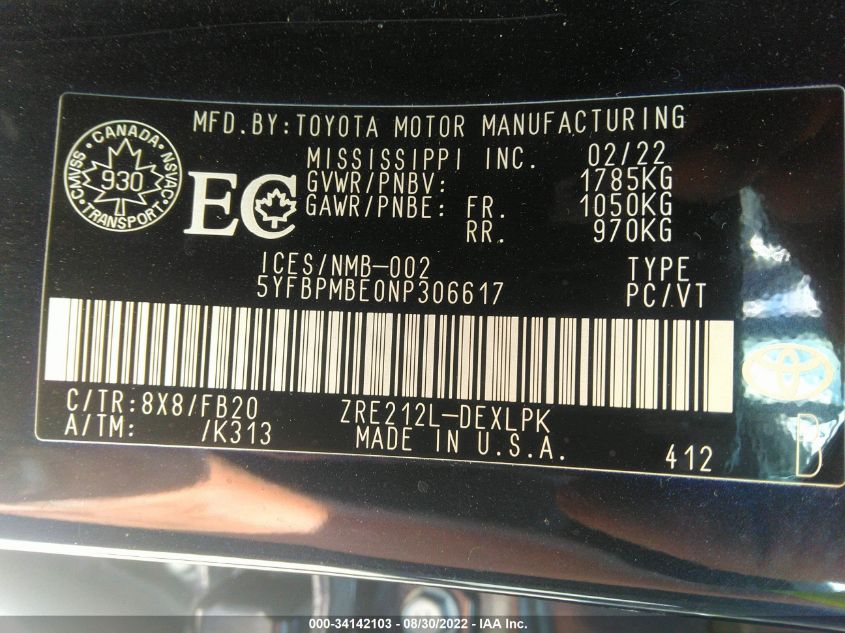 MFD.BY:TOYOTA MOTOR MANUFACTURING
MISSISSIPPI INC. 02/22
GVWR/PNBV: 1785KG
GAWR/PNBE: FR. 1050KG
RR. 970KG
CANADA
CMVSS 930 NSVAC
TRANSPORT
EC
ICES/NMB-002 TYPE
5YFBPMBE0NP306617 PC/VT
C/TR:8X8/FB20 ZRE212L-DEXLPK
A/TM: /K313 MADE IN U.S.A. 412
B
000-34142103 - 08/30/2022 - IAA Inc.